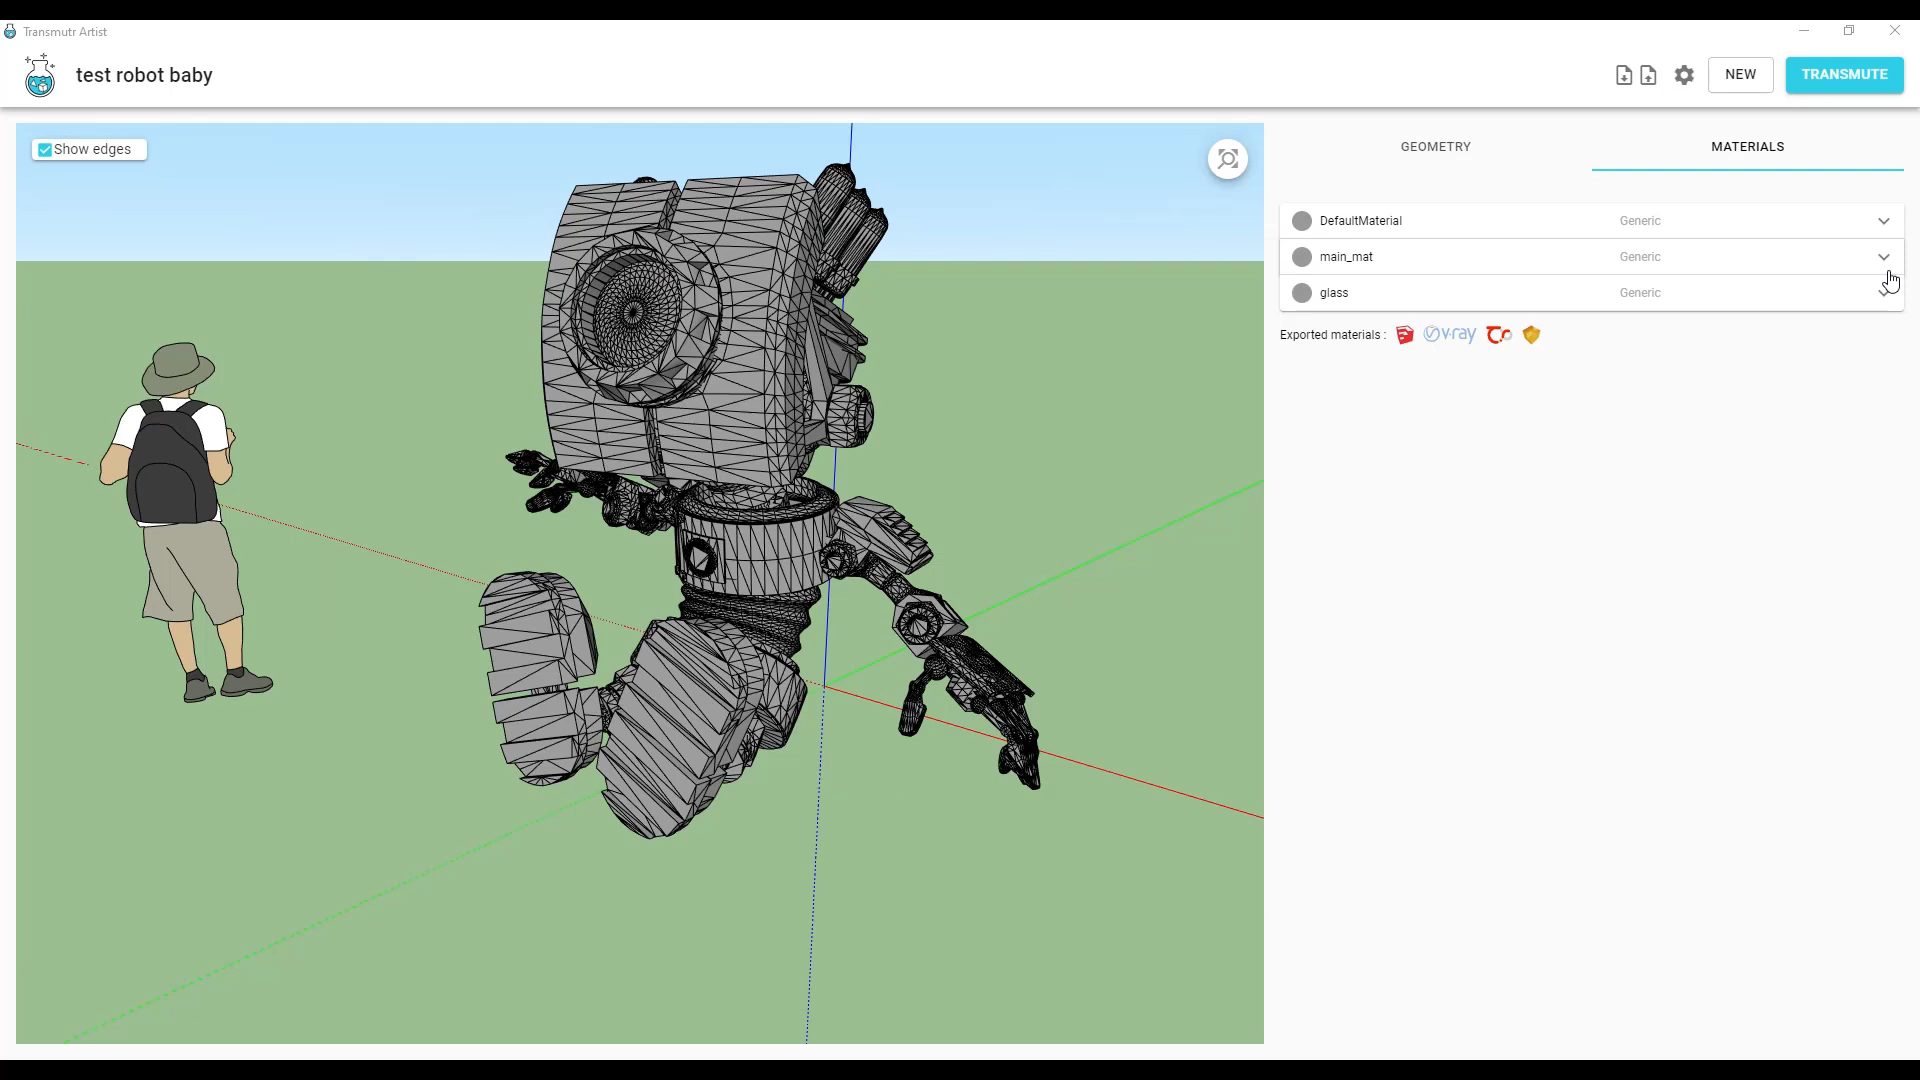 Transmutr Artist
test robot baby
NEW
TRANSMUTE
Show edges
GEOMETRY
MATERIALS
DefaultMaterial
Generic
main_mat
Generic
glass
Generic
Exported materials :
v-ray